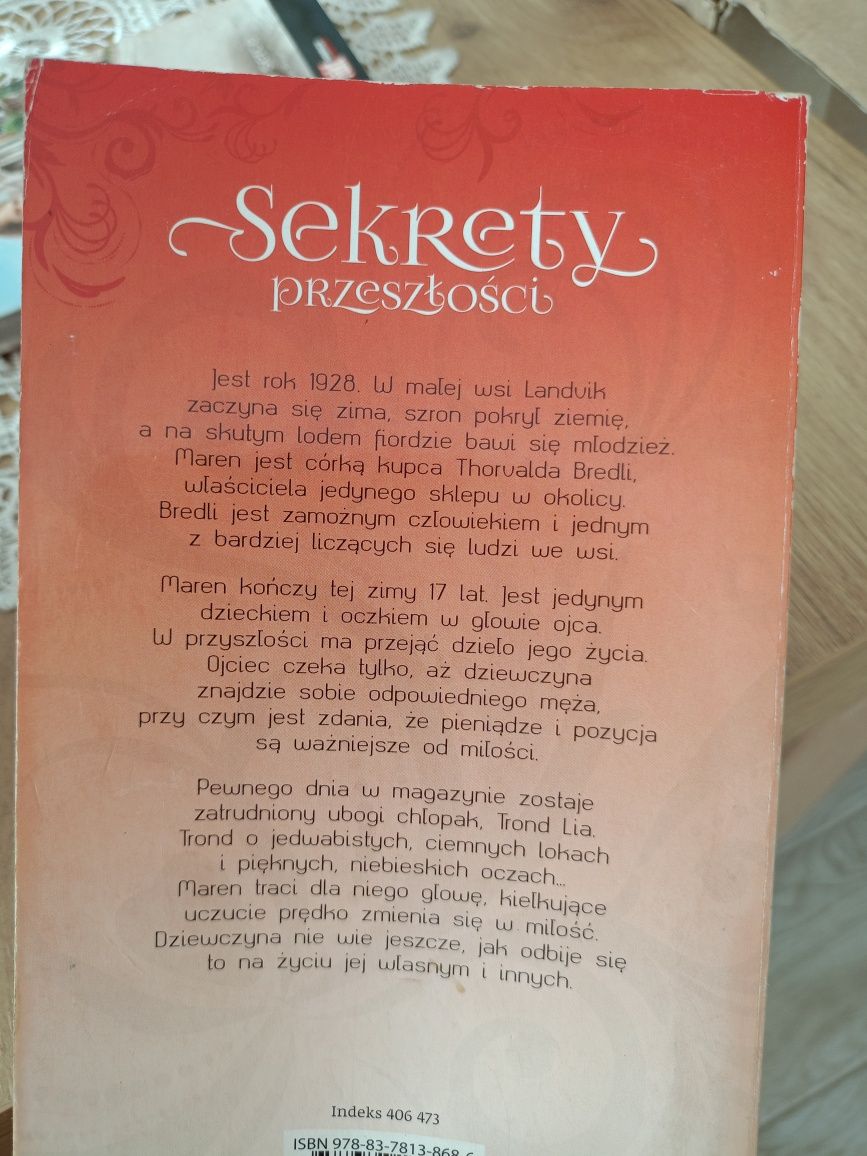 Sekrety
przeszłości
Jest rok 1928. W małej wsi Landvik
zaczyna się zima, szron pokrył ziemię,
a na skutym lodem fiordzie bawi się młodzież.
Maren jest córką kupca Thorvalda Bredli,
właściciela jedynego sklepu w okolicy.
Bredli jest zamożnym człowiekiem i jednym
z bardziej liczących się ludzi we wsi.
Maren kończy tej zimy 17 lat. Jest jedynym
dzieckiem i oczkiem w głowie ojca.
W przyszłości ma przejąć dzieło jego życia.
Ojciec czeka tylko, aż dziewczyna
znajdzie sobie odpowiedniego męża,
przy czym jest zdania, że pieniądze i pozycja
są ważniejsze od miłości.
Pewnego dnia w magazynie zostaje
zatrudniony ubogi chłopak, Trond Lia.
Trond o jedwabistych, ciemnych lokach
i pięknych, niebieskich oczach...
Maren traci dla niego głowę, kiełkujące
uczucie prędko zmienia się w miłość.
Dziewczyna nie wie jeszcze, jak odbije się
to na życiu jej własnym i innych.
Indeks 406 473
ISBN 978-83-7813-868-6